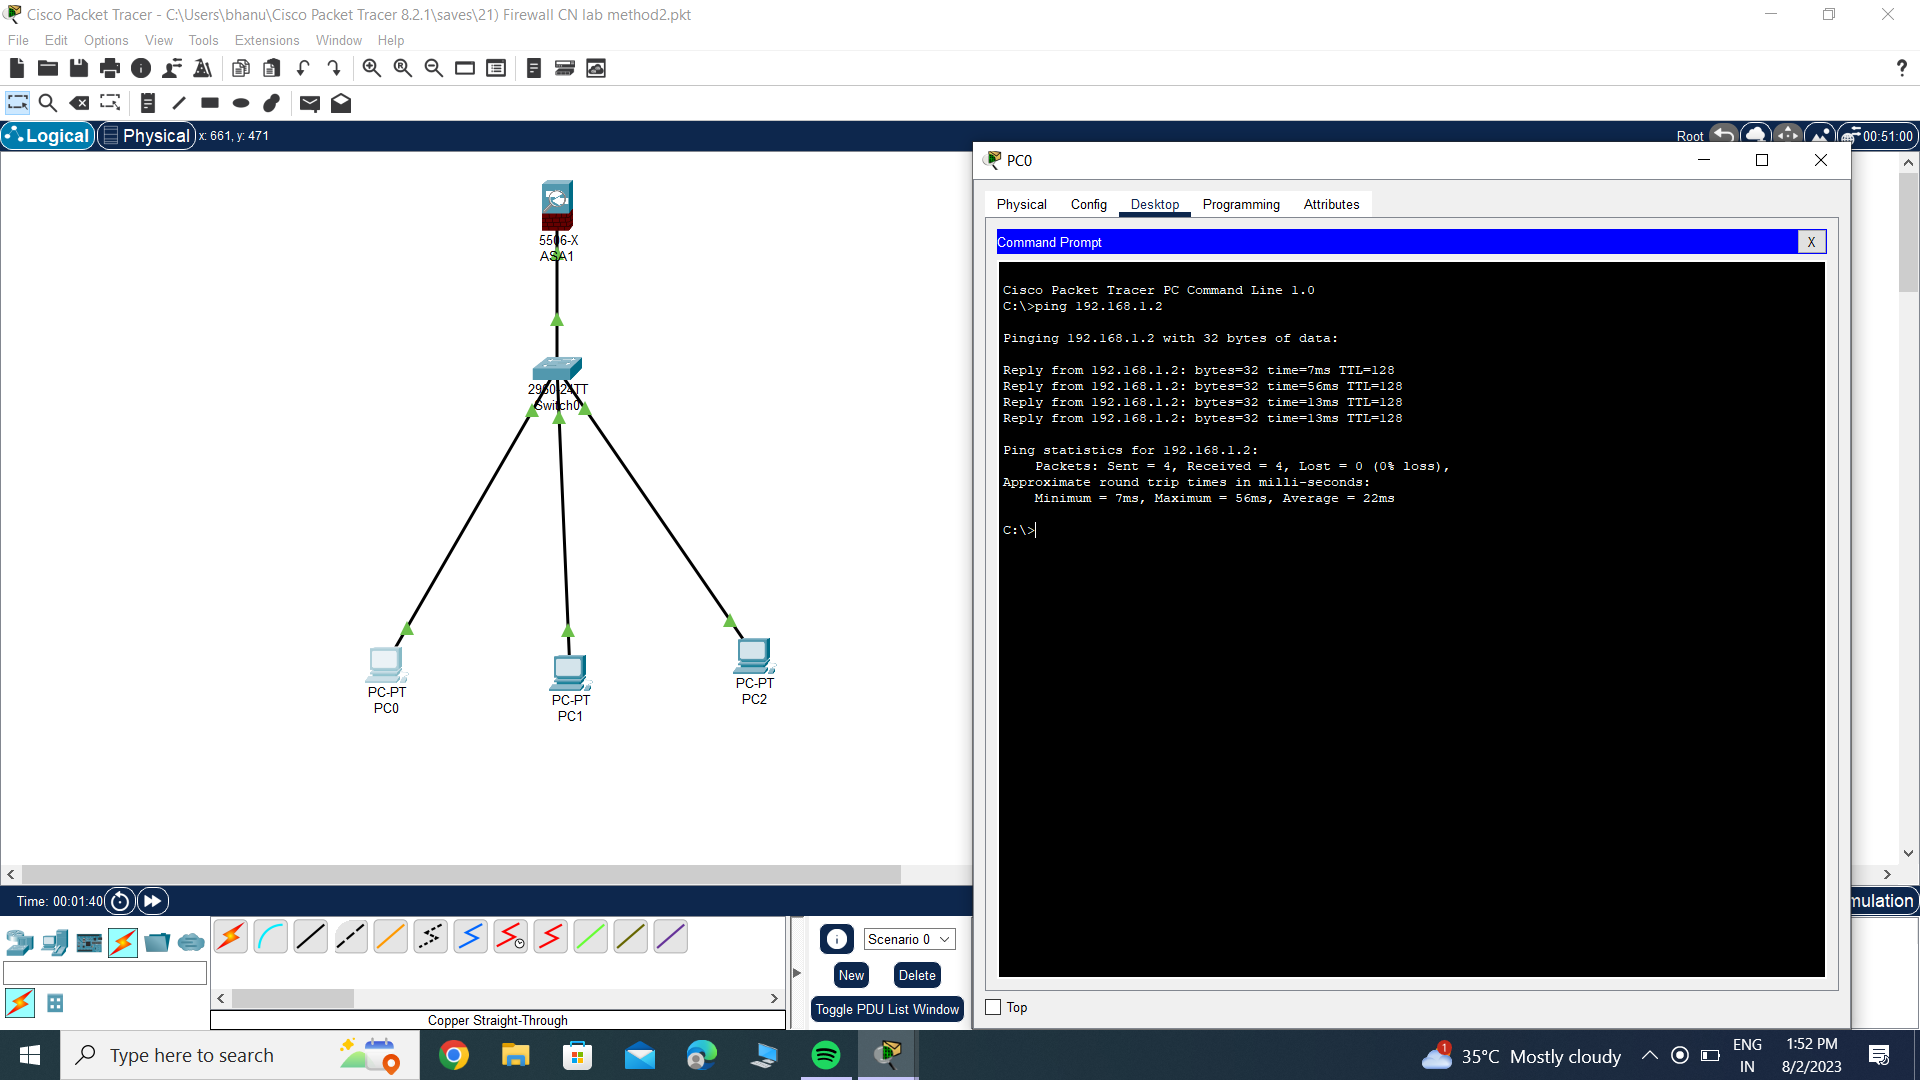 Cisco Packet Tracer - C:\Users\bhanu\Cisco Packet Tracer 8.2.1\saves\21) Firewall CN lab method2.pkt
File Edit Options View Tools Extensions Window Help
?
Logical Physical x: 661, y: 471
Root 00:51:00
5506-X
ASA1
2960-24TT
Switch0
PC-PT
PC0
PC-PT
PC1
PC-PT
PC2
PC0
Physical Config Desktop Programming Attributes
Command Prompt X
Cisco Packet Tracer PC Command Line 1.0
C:\>ping 192.168.1.2
Pinging 192.168.1.2 with 32 bytes of data:
Reply from 192.168.1.2: bytes=32 time=7ms TTL=128
Reply from 192.168.1.2: bytes=32 time=56ms TTL=128
Reply from 192.168.1.2: bytes=32 time=13ms TTL=128
Reply from 192.168.1.2: bytes=32 time=13ms TTL=128
Ping statistics for 192.168.1.2:
Packets: Sent = 4, Received = 4, Lost = 0 (0% loss),
Approximate round trip times in milli-seconds:
Minimum = 7ms, Maximum = 56ms, Average = 22ms
C:\>
Top
Time: 00:01:40
mulation
Scenario 0
New Delete
Toggle PDU List Window
Copper Straight-Through
Type here to search
1
35°C Mostly cloudy
ENG
IN
1:52 PM
8/2/2023